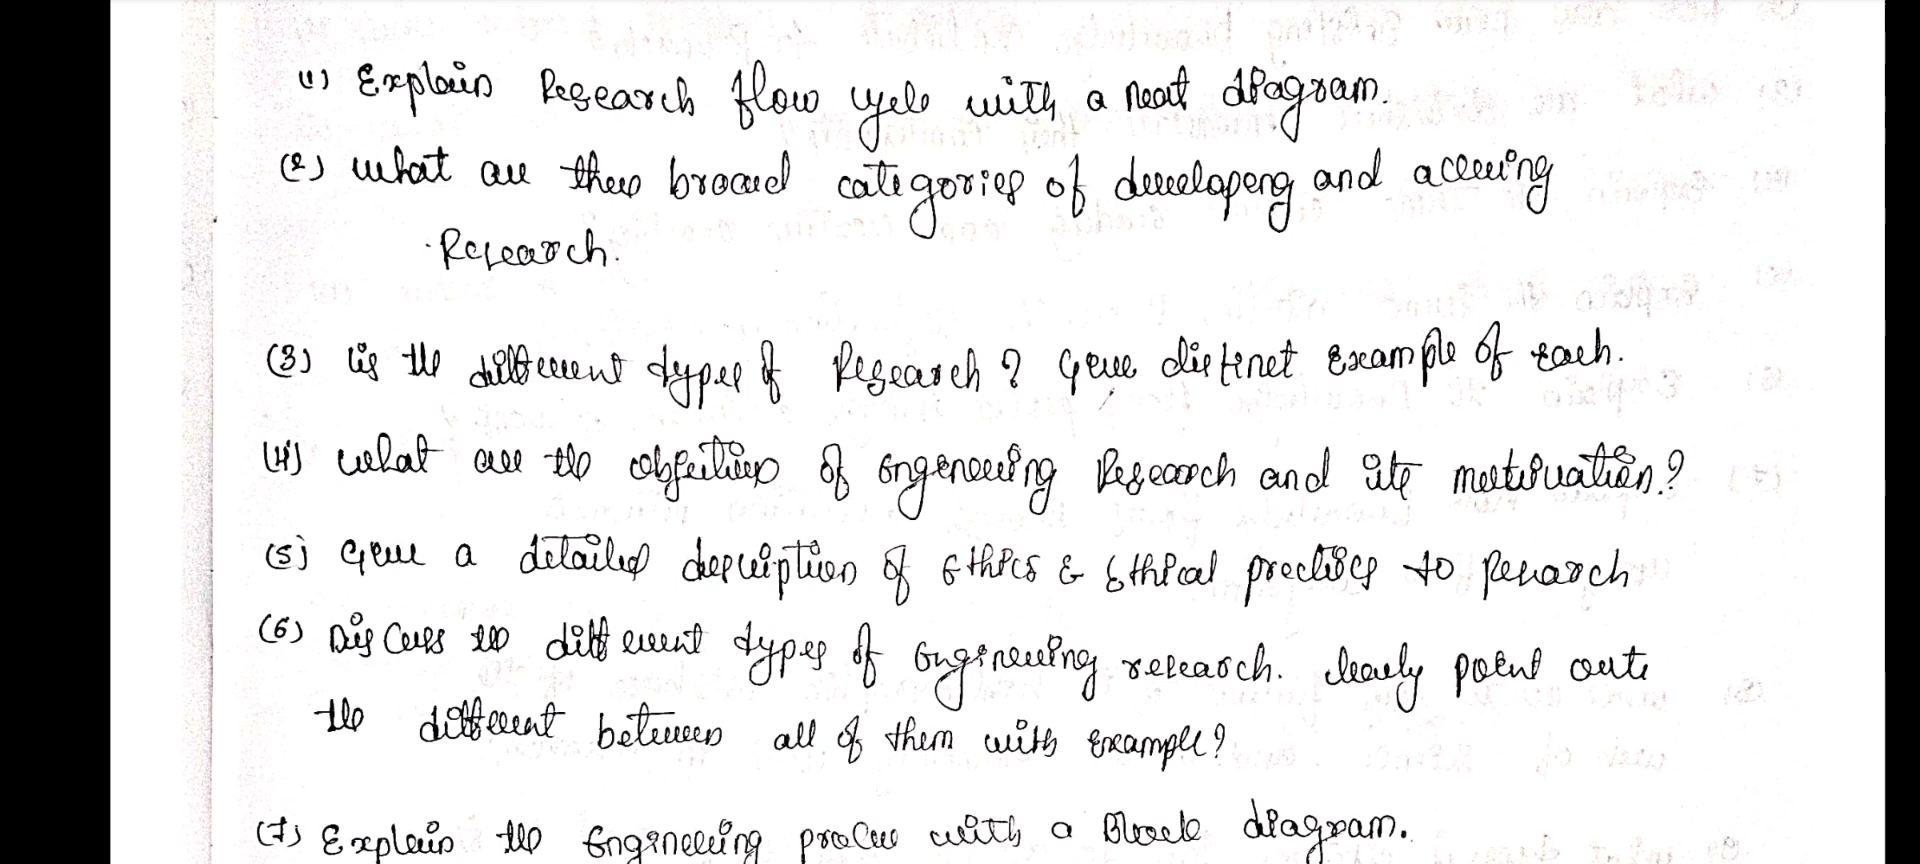 (1) Explain Research flow cycle with a neat diagram.
(2) what are three broad categories of developing and accessing
Research.
(3) Lis the different types of Research? Give distinct Example of each.
(4) what are the objectives of Engineering Research and its motivation?
(5) Give a detailed description of Ethics & Ethical practices to Research
(6) Discuss the different types of Engineering research. clearly point out
the different between all of them with Example?
(7) Explain the Engineering process with a Block diagram.